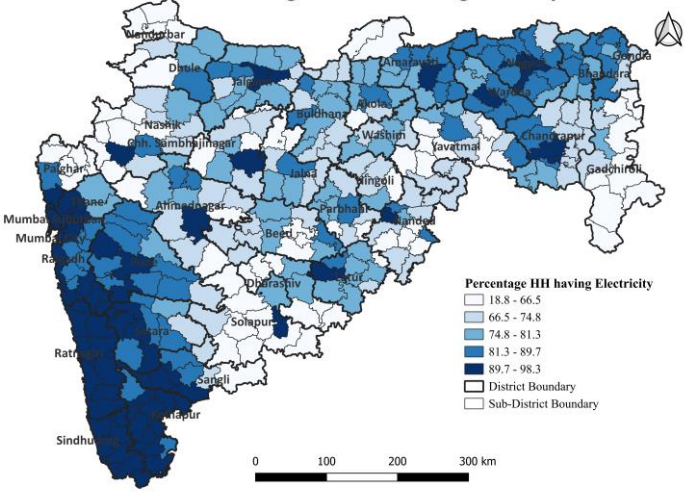 Nandurbar
Dhule
Jalgaon
Amaravati
Nagpur
Gondia
Bhandara
Akola
Buldhana
Wardha
Nashik
Washim
Chandrapur
Chh. Sambhajinagar
Yavatmal
Palghar
Jalna
Hingoli
Gadchiroli
Thane
Ahmednagar
Parbhani
Nanded
Mumbai Suburban
Mumbai City
Beed
Raigadh
Pune
Latur
Dharashiv
Percentage HH having Electricity
18.8 - 66.5
66.5 - 74.8
74.8 - 81.3
81.3 - 89.7
89.7 - 98.3
District Boundary
Sub-District Boundary
Solapur
Satara
Ratnagiri
Sangli
Kolhapur
Sindhudurg
0 100 200 300 km